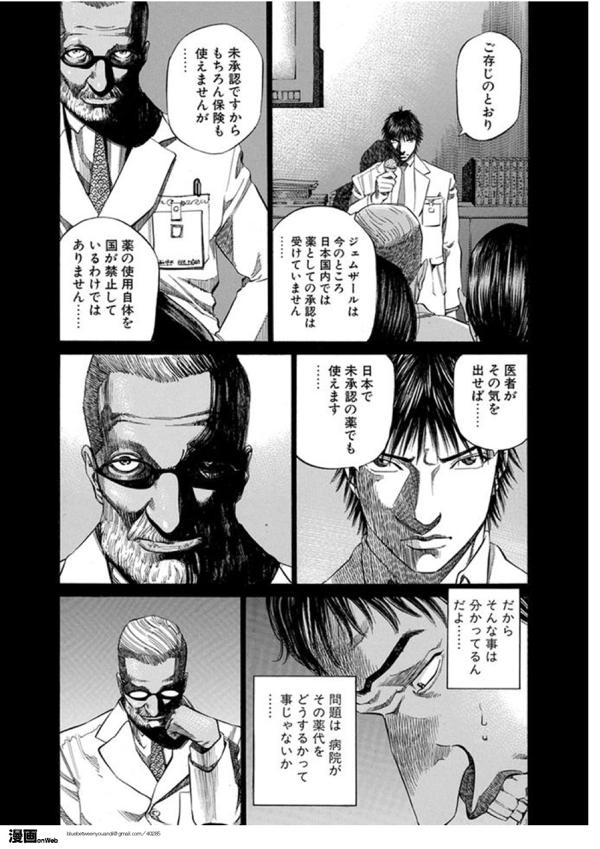 ご存じのとおり
ジェムザールは
今のところ
日本国内では
薬としての承認は
受けていません
……
未承認ですから
もちろん保険も
使えませんが
……
薬の使用自体を
国が禁止して
いるわけでは
ありません……
医者が
その気を
出せば……
日本で
未承認の薬でも
使えます
……
だから
そんな事は
分かってるん
だよ……
問題は 病院が
その薬代を
どうするかって
事じゃないか
……
漫画 on Web
bluebetweenyouandi@gmail.com / 40285